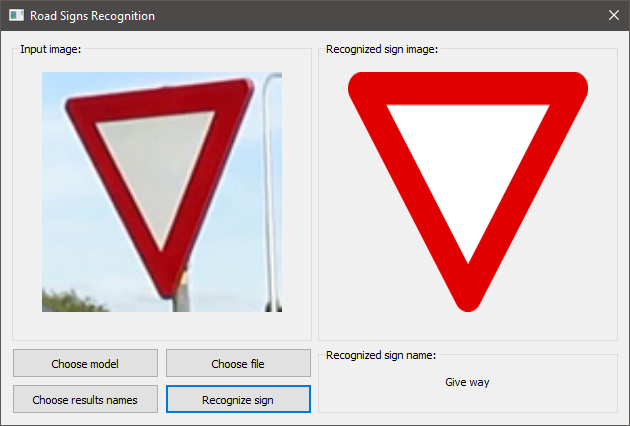 Road Signs Recognition
Input image:
Recognized sign image:
Choose model
Choose file
Choose results names
Recognize sign
Recognized sign name:
Give way